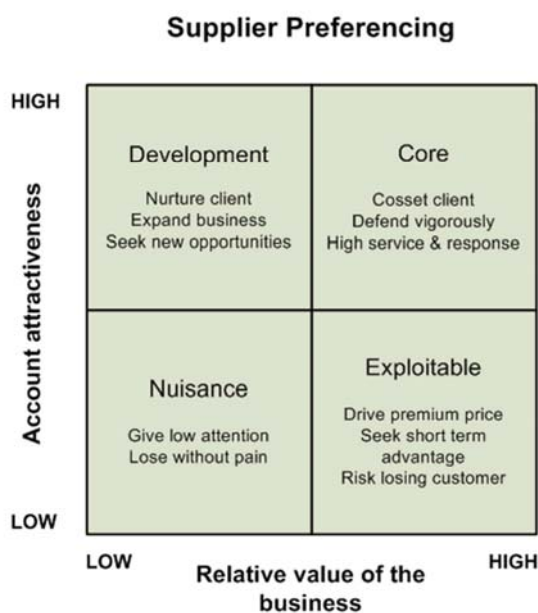 Supplier Preferencing
HIGH
Development
Nurture client
Expand business
Seek new opportunities
Core
Cosset client
Defend vigorously
High service & response
Account attractiveness
Nuisance
Give low attention
Lose without pain
Exploitable
Drive premium price
Seek short term
advantage
Risk losing customer
LOW
LOW
HIGH
Relative value of the
business